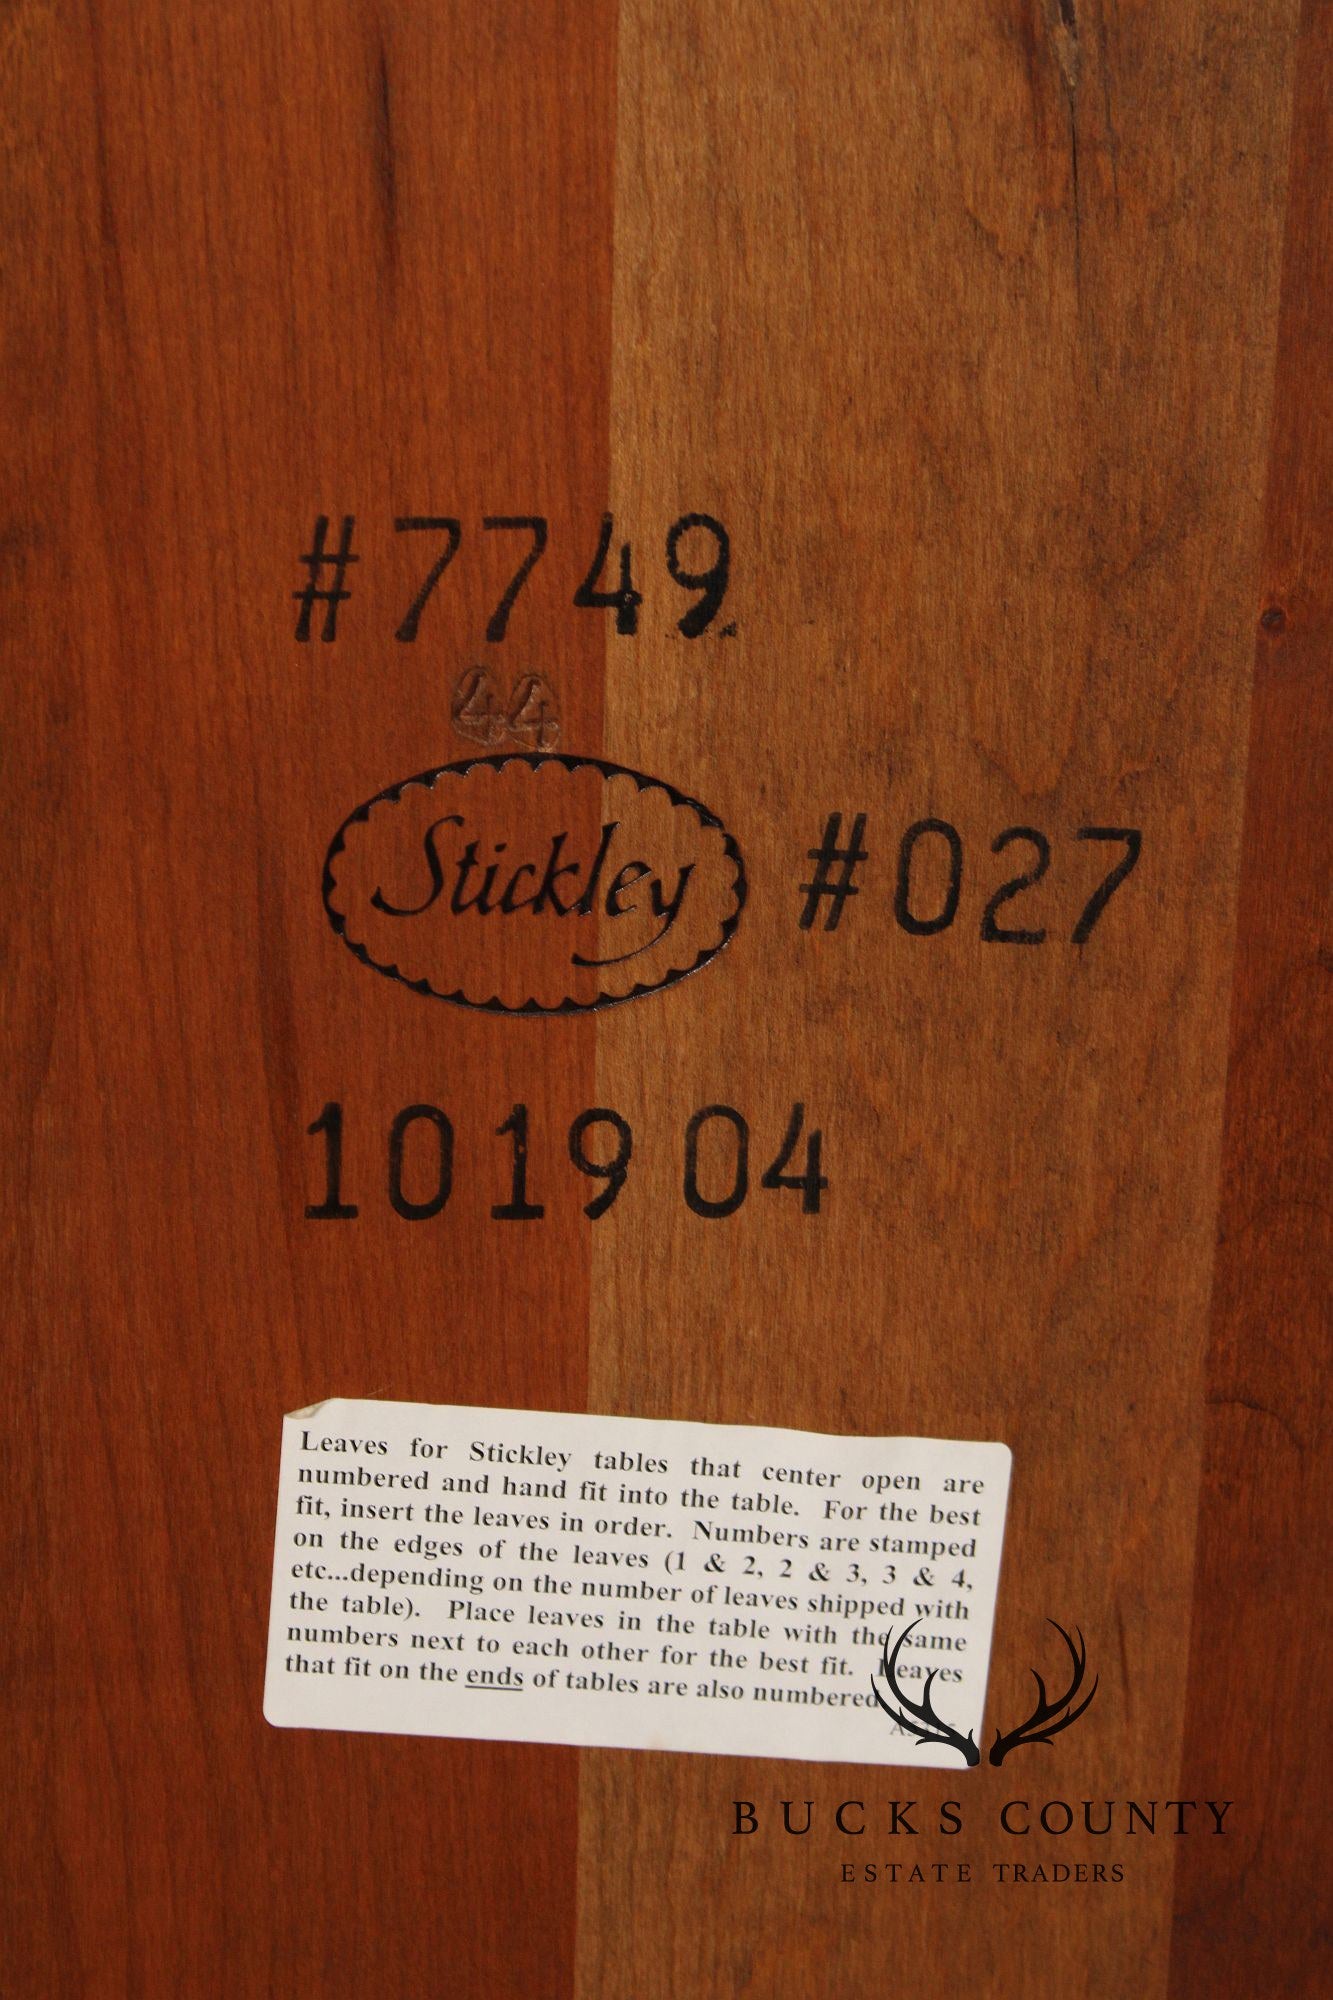 #7749
44
Stickley #027
101904
Leaves for Stickley tables that center open are
numbered and hand fit into the table. For the best
fit, insert the leaves in order. Numbers are stamped
on the edges of the leaves (1 & 2, 2 & 3, 3 & 4,
etc...depending on the number of leaves shipped with
the table). Place leaves in the table with the same
numbers next to each other for the best fit. Leaves
that fit on the ends of tables are also numbered
BUCKS COUNTY
ESTATE TRADERS